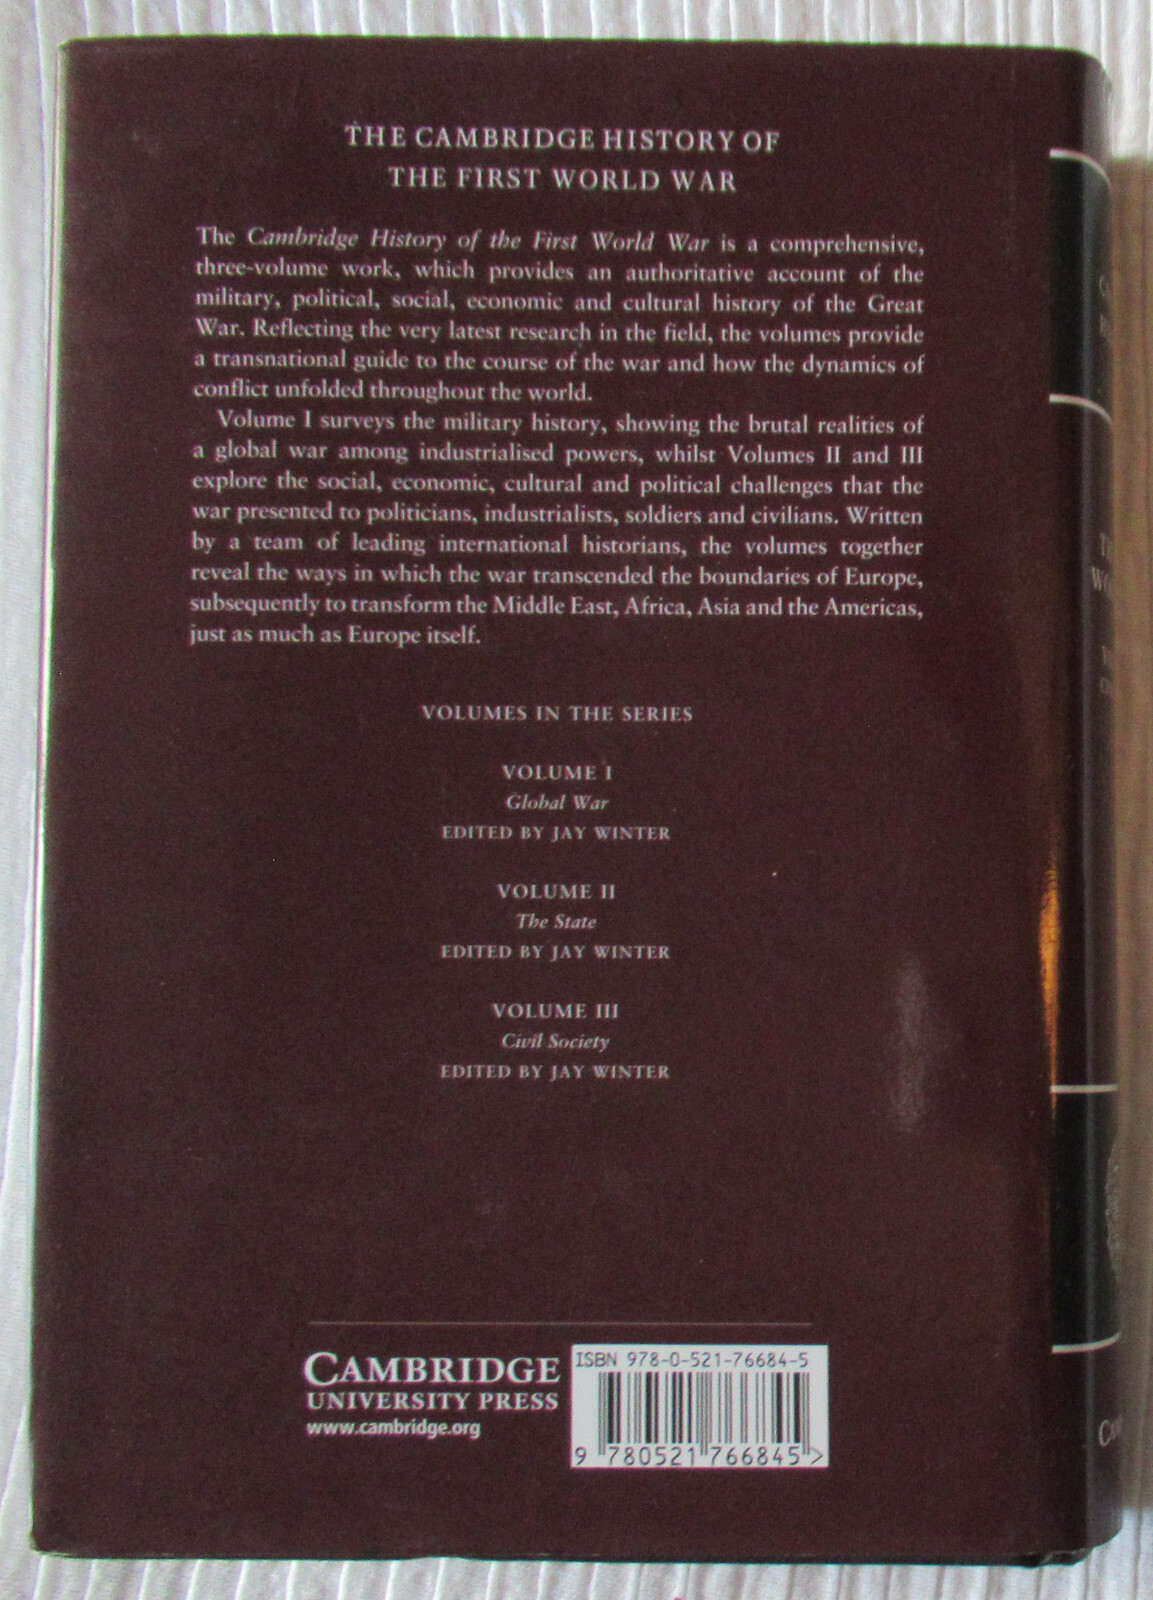 THE CAMBRIDGE HISTORY OF
THE FIRST WORLD WAR
The Cambridge History of the First World War is a comprehensive,
three-volume work, which provides an authoritative account of the
military, political, social, economic and cultural history of the Great
War. Reflecting the very latest research in the field, the volumes provide
a transnational guide to the course of the war and how the dynamics of
conflict unfolded throughout the world.
Volume I surveys the military history, showing the brutal realities of
a global war among industrialised powers, whilst Volumes II and III
explore the social, economic, cultural and political challenges that the
war presented to politicians, industrialists, soldiers and civilians. Written
by a team of leading international historians, the volumes together
reveal the ways in which the war transcended the boundaries of Europe,
subsequently to transform the Middle East, Africa, Asia and the Americas,
just as much as Europe itself.
VOLUMES IN THE SERIES
VOLUME I
Global War
EDITED BY JAY WINTER
VOLUME II
The State
EDITED BY JAY WINTER
VOLUME III
Civil Society
EDITED BY JAY WINTER
CAMBRIDGE
UNIVERSITY PRESS
www.cambridge.org
ISBN 978-0-521-76684-5
9 780521 766845 >